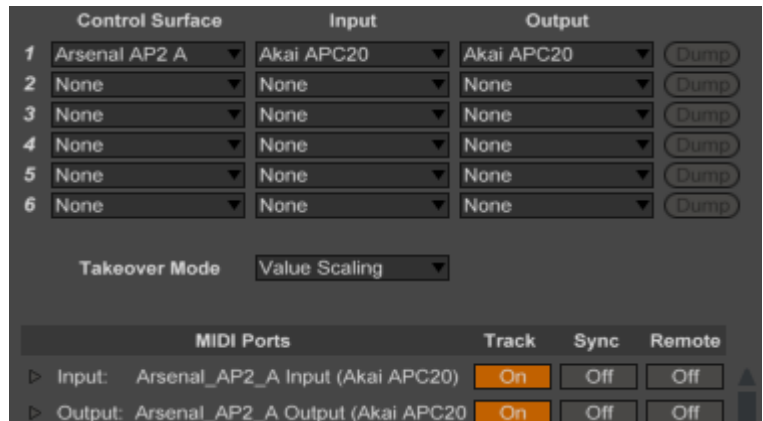 Control Surface Input Output
1 Arsenal AP2 A Akai APC20 Akai APC20 Dump
2 None None None Dump
3 None None None Dump
4 None None None Dump
5 None None None Dump
6 None None None Dump
Takeover Mode Value Scaling
MIDI Ports Track Sync Remote
Input: Arsenal_AP2_A Input (Akai APC20) On Off Off
Output: Arsenal_AP2_A Output (Akai APC20 On Off Off